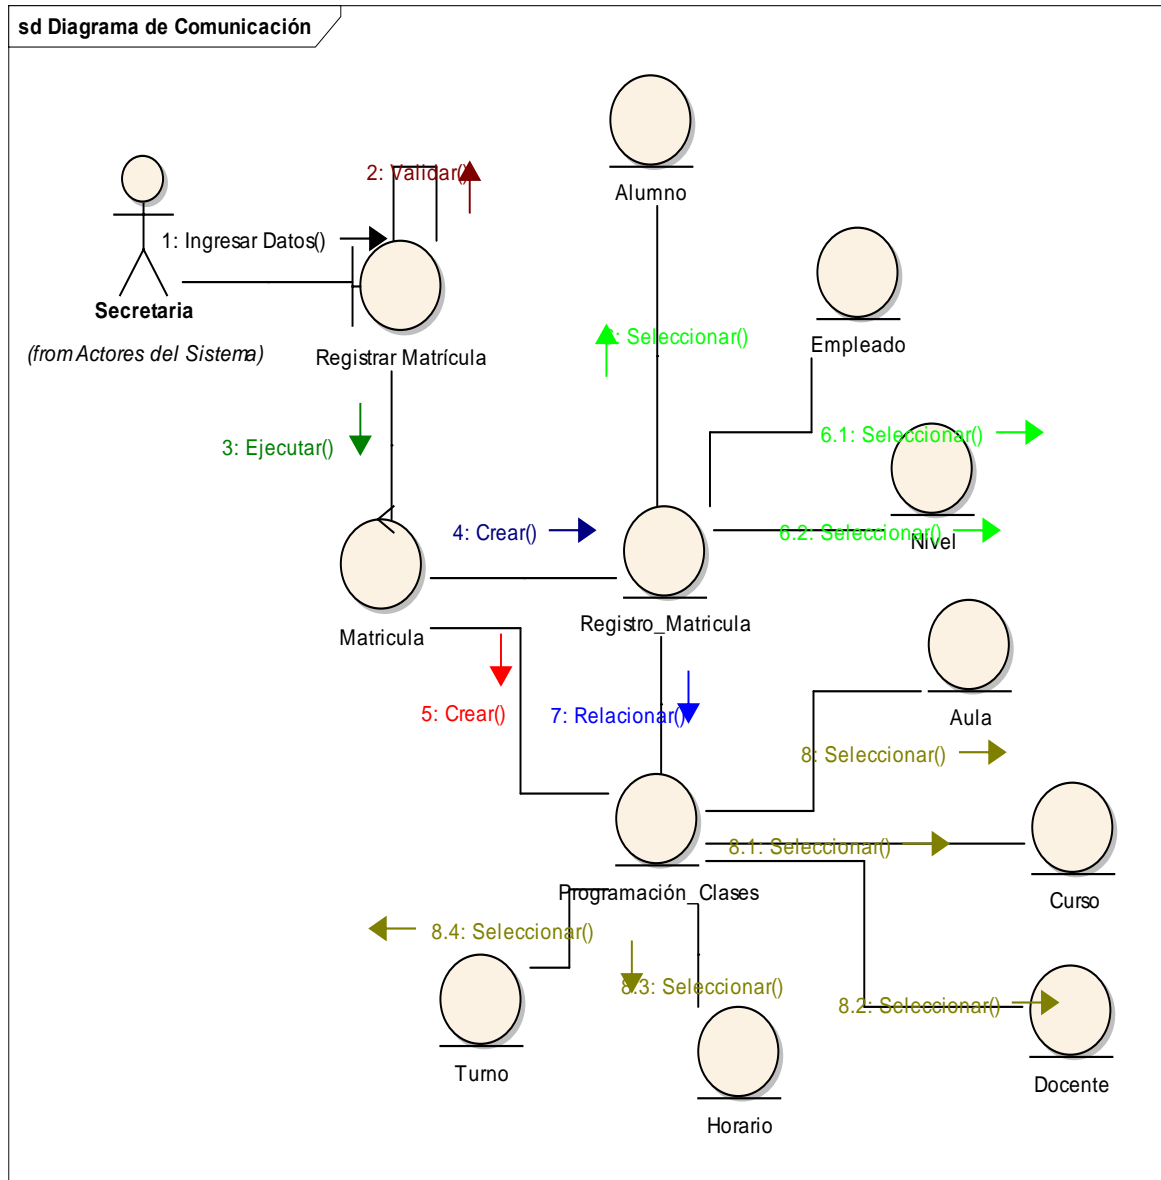 sd Diagrama de Comunicación
Alumno
2: Validar()
1: Ingresar Datos()
Secretaria
(from Actores del Sistema)
Registrar Matrícula
: Seleccionar()
Empleado
3: Ejecutar()
6.1: Seleccionar()
4: Crear()
6.2: Seleccionar()
Nivel
Matricula
Registro_Matricula
5: Crear()
7: Relacionar()
Aula
8: Seleccionar()
8.1: Seleccionar()
Programación_Clases
Curso
8.4: Seleccionar()
8.3: Seleccionar()
8.2: Seleccionar()
Turno
Docente
Horario